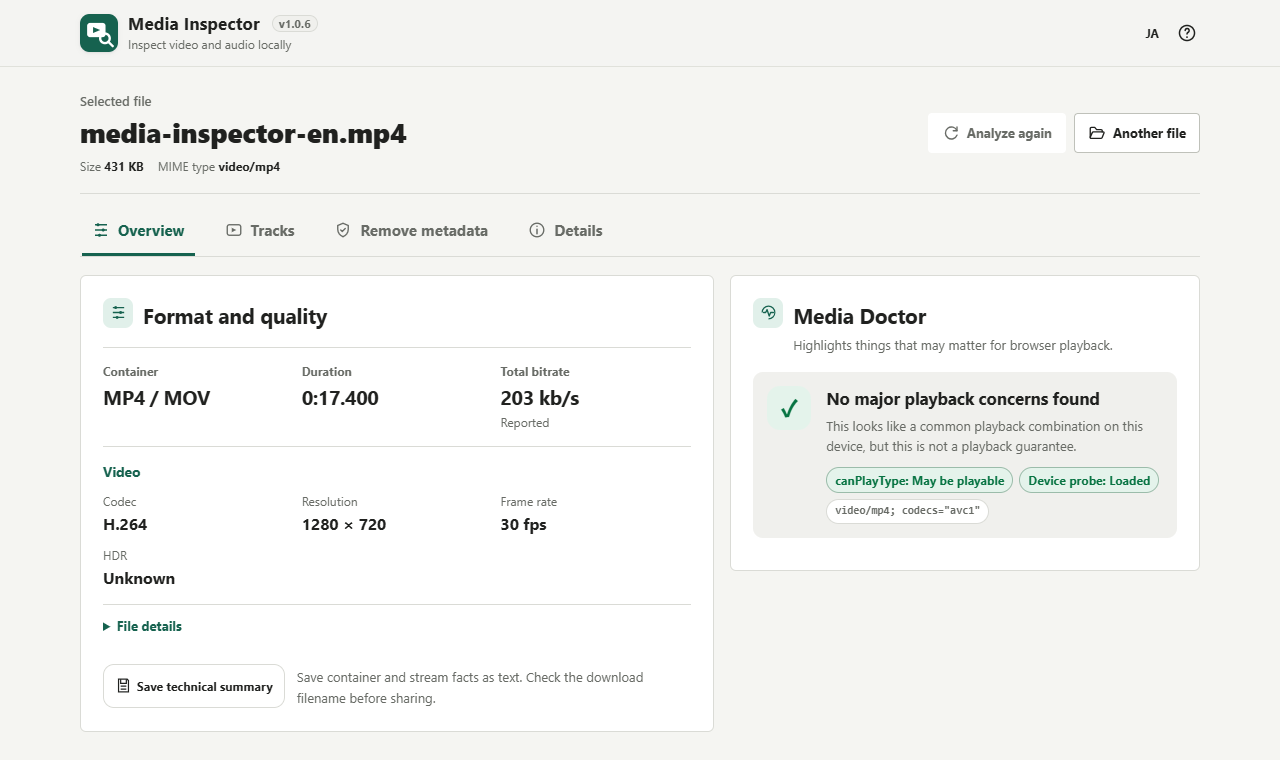 Media Inspector v1.0.6
Inspect video and audio locally
JA
Selected file
media-inspector-en.mp4
Size 431 KB MIME type video/mp4
Analyze again
Another file
Overview
Tracks
Remove metadata
Details
Format and quality
Container
MP4 / MOV
Duration
0:17.400
Total bitrate
203 kb/s
Reported
Video
Codec
H.264
Resolution
1280 × 720
Frame rate
30 fps
HDR
Unknown
File details
Save technical summary
Save container and stream facts as text. Check the download
filename before sharing.
Media Doctor
Highlights things that may matter for browser playback.
No major playback concerns found
This looks like a common playback combination on this
device, but this is not a playback guarantee.
canPlayType: May be playable
Device probe: Loaded
video/mp4; codecs="avc1"